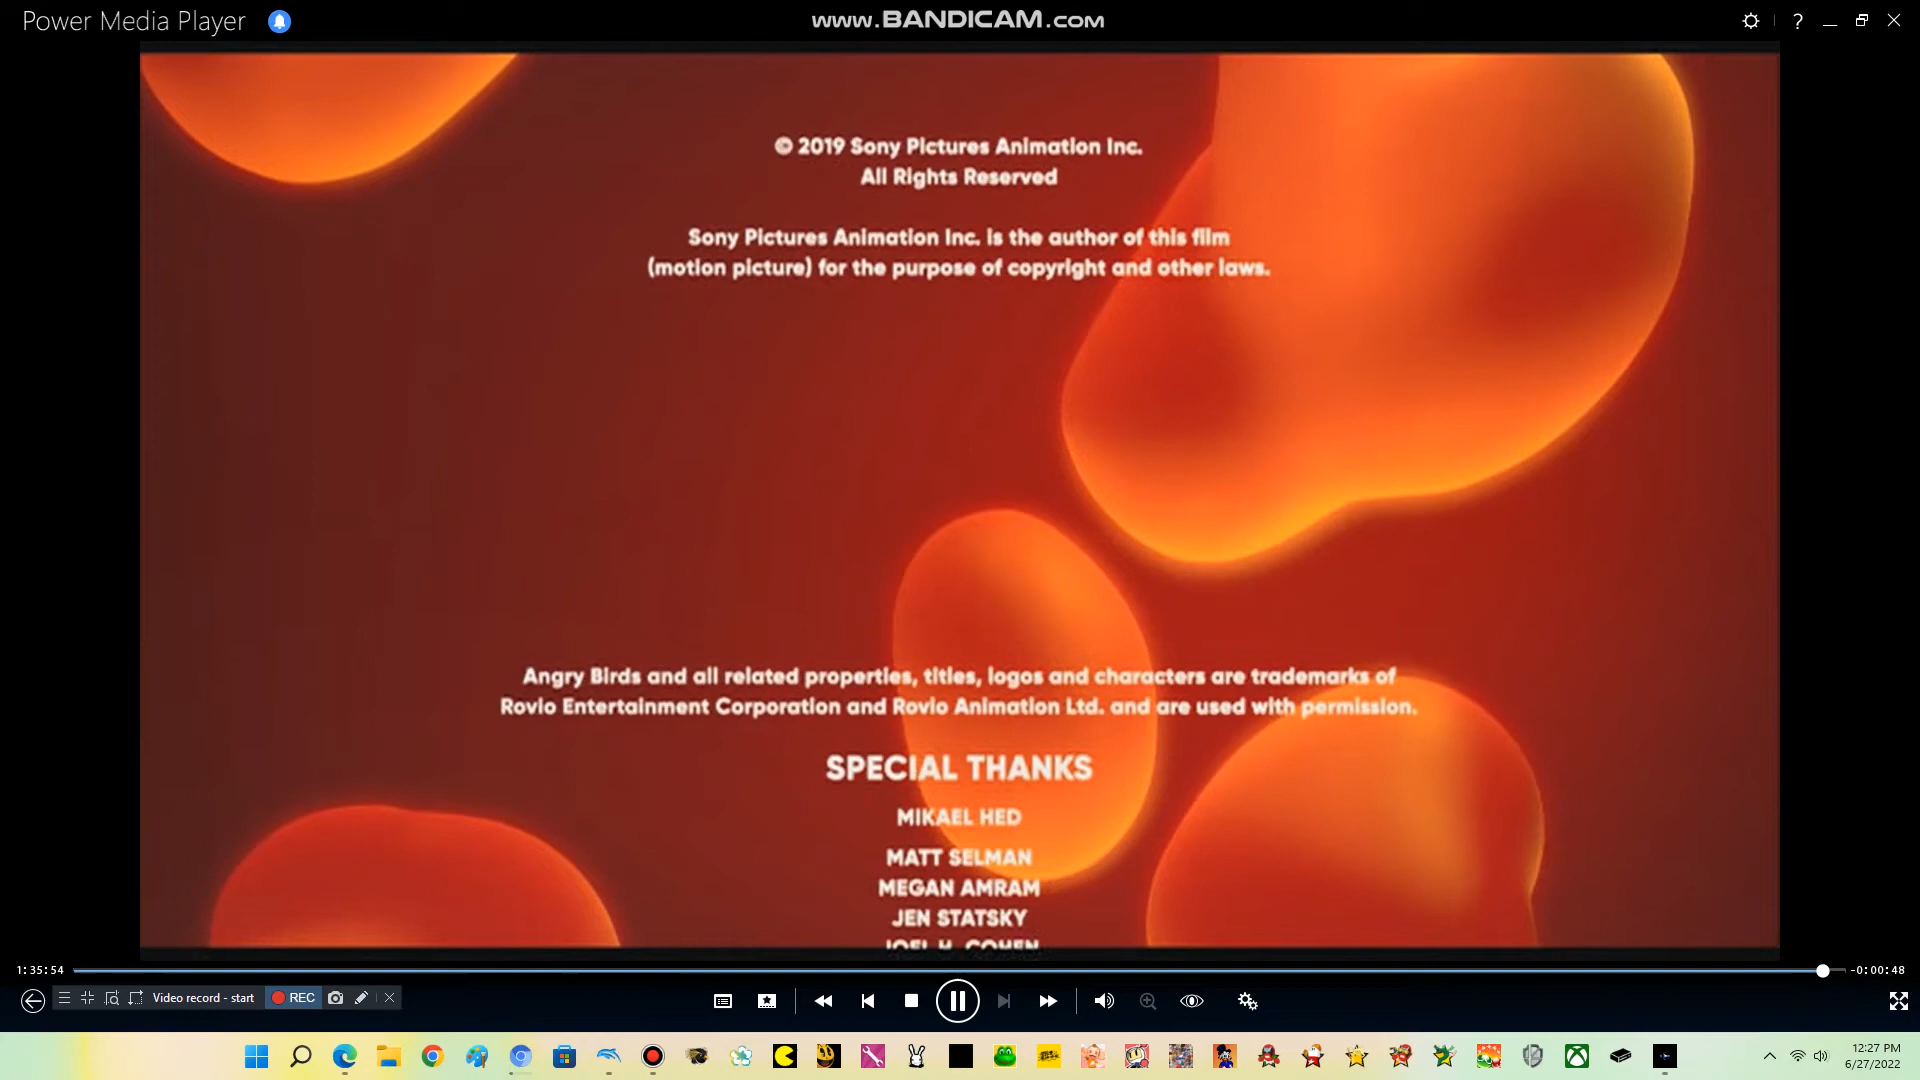 Power Media Player
www.BANDICAM.com
© 2019 Sony Pictures Animation Inc.
All Rights Reserved
Sony Pictures Animation Inc. is the author of this film
(motion picture) for the purpose of copyright and other laws.
Angry Birds and all related properties, titles, logos and characters are trademarks of
Rovio Entertainment Corporation and Rovio Animation Ltd. and are used with permission.
SPECIAL THANKS
MIKAEL HED
MATT SELMAN
MEGAN AMRAM
JEN STATSKY
JOEL H. COHEN
1:35:54
-0:00:48
Video record - start
REC
12:27 PM
6/27/2022